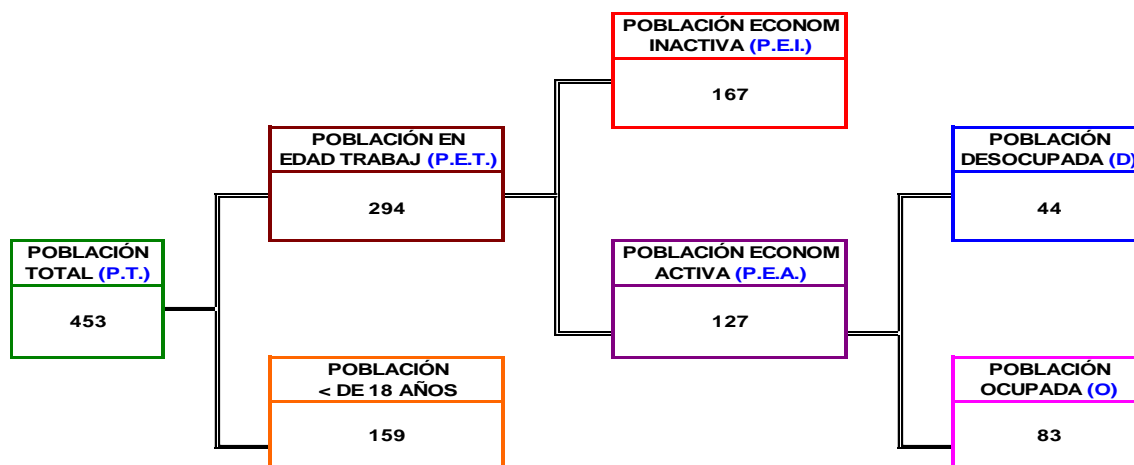 POBLACIÓN ECONOM
INACTIVA (P.E.I.)
167
POBLACIÓN EN
EDAD TRABAJ (P.E.T.)
294
POBLACIÓN
DESOCUPADA (D)
44
POBLACIÓN
TOTAL (P.T.)
453
POBLACIÓN ECONOM
ACTIVA (P.E.A.)
127
POBLACIÓN
< DE 18 AÑOS
159
POBLACIÓN
OCUPADA (O)
83